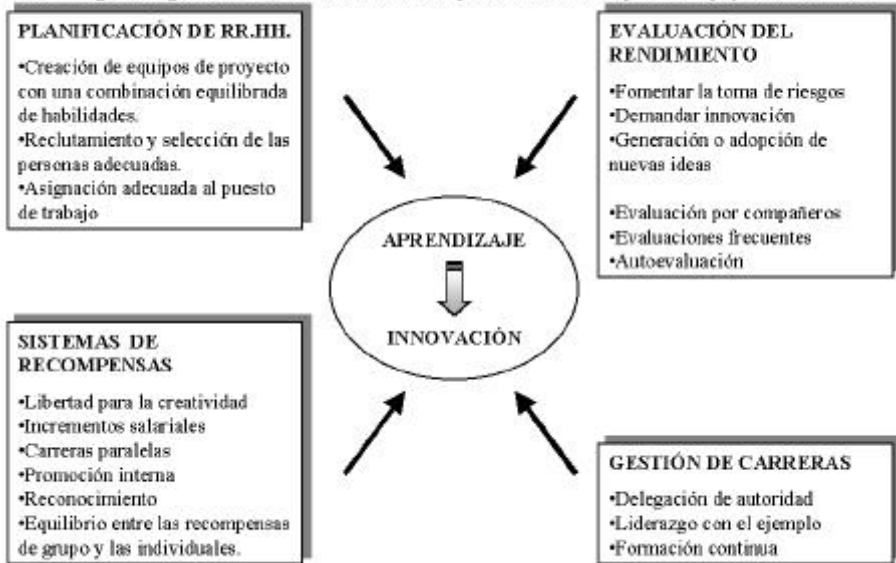 PLANIFICACIÓN DE RR.HH.
•Creación de equipos de proyecto
con una combinación equilibrada
de habilidades.
•Reclutamiento y selección de las
personas adecuadas.
•Asignación adecuada al puesto
de trabajo
EVALUACIÓN DEL
RENDIMIENTO
•Fomentar la toma de riesgos
•Demandar innovación
•Generación o adopción de
nuevas ideas
•Evaluación por compañeros
•Evaluaciones frecuentes
•Autoevaluación
APRENDIZAJE
INNOVACIÓN
SISTEMAS DE
RECOMPENSAS
•Libertad para la creatividad
•Incrementos salariales
•Carreras paralelas
•Promoción interna
•Reconocimiento
•Equilibrio entre las recompensas
de grupo y las individuales.
GESTIÓN DE CARRERAS
•Delegación de autoridad
•Liderazgo con el ejemplo
•Formación continua